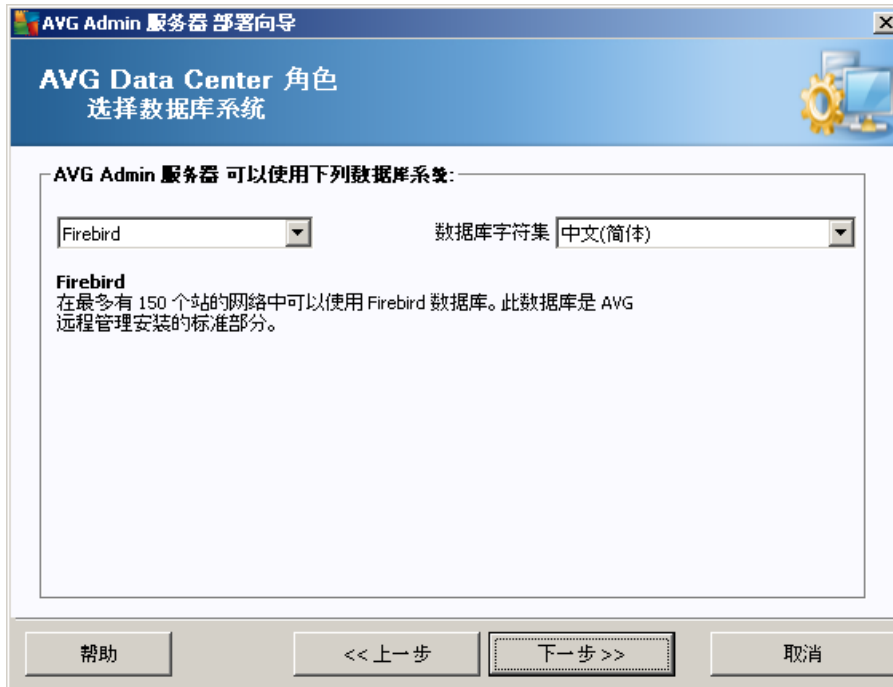 AVG Admin 服务器 部署向导
AVG Data Center 角色
选择数据库系统
AVG Admin 服务器 可以使用下列数据库系统:
Firebird 数据库字符集 中文(简体)
Firebird
在最多有 150 个站的网络中可以使用 Firebird 数据库。此数据库是 AVG
远程管理安装的标准部分。
帮助 << 上一步 下一步 >> 取消